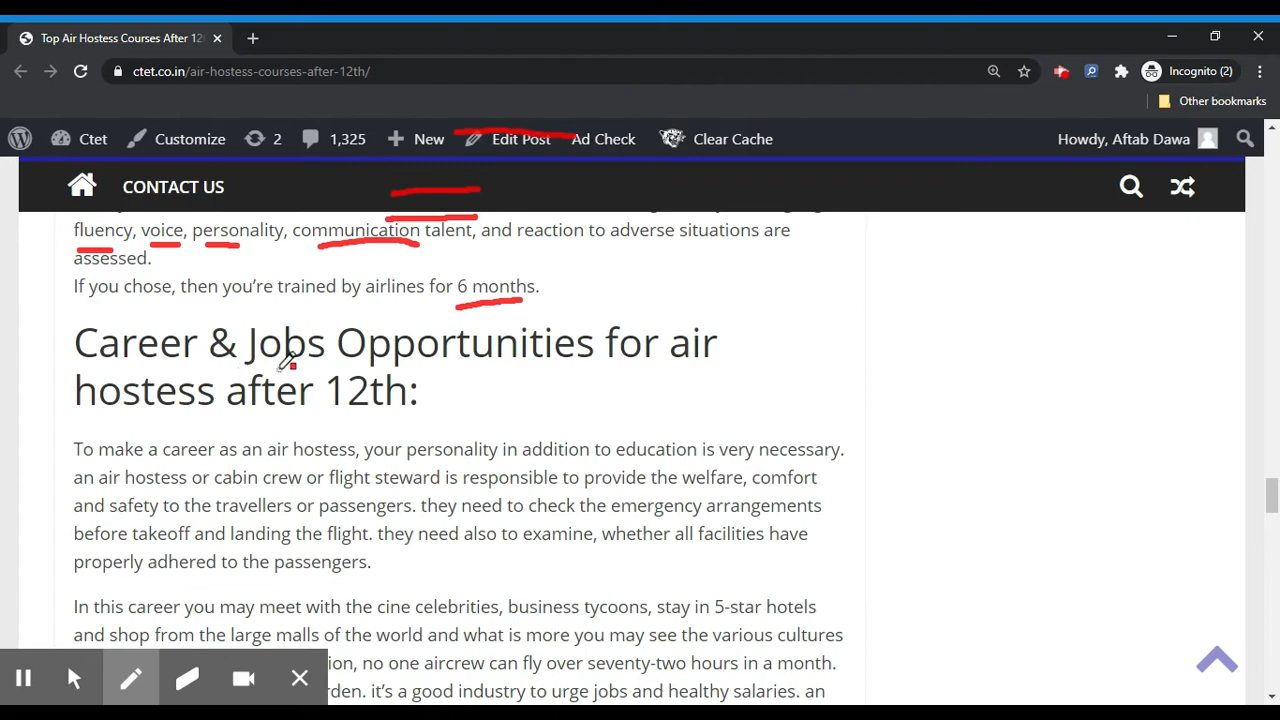 Top Air Hostess Courses After 12
ctet.co.in/air-hostess-courses-after-12th/
Incognito (2)
Other bookmarks
Ctet Customize 2 1,325 New Edit Post Ad Check Clear Cache Howdy, Aftab Dawa
CONTACT US
fluency, voice, personality, communication talent, and reaction to adverse situations are
assessed.
If you chose, then you're trained by airlines for 6 months.
Career & Jobs Opportunities for air
hostess after 12th:
To make a career as an air hostess, your personality in addition to education is very necessary.
an air hostess or cabin crew or flight steward is responsible to provide the welfare, comfort
and safety to the travellers or passengers. they need to check the emergency arrangements
before takeoff and landing the flight. they need also to examine, whether all facilities have
properly adhered to the passengers.
In this career you may meet with the cine celebrities, business tycoons, stay in 5-star hotels
and shop from the large malls of the world and what is more you may see the various cultures
no one aircrew can fly over seventy-two hours in a month.
it's a good industry to urge jobs and healthy salaries. an